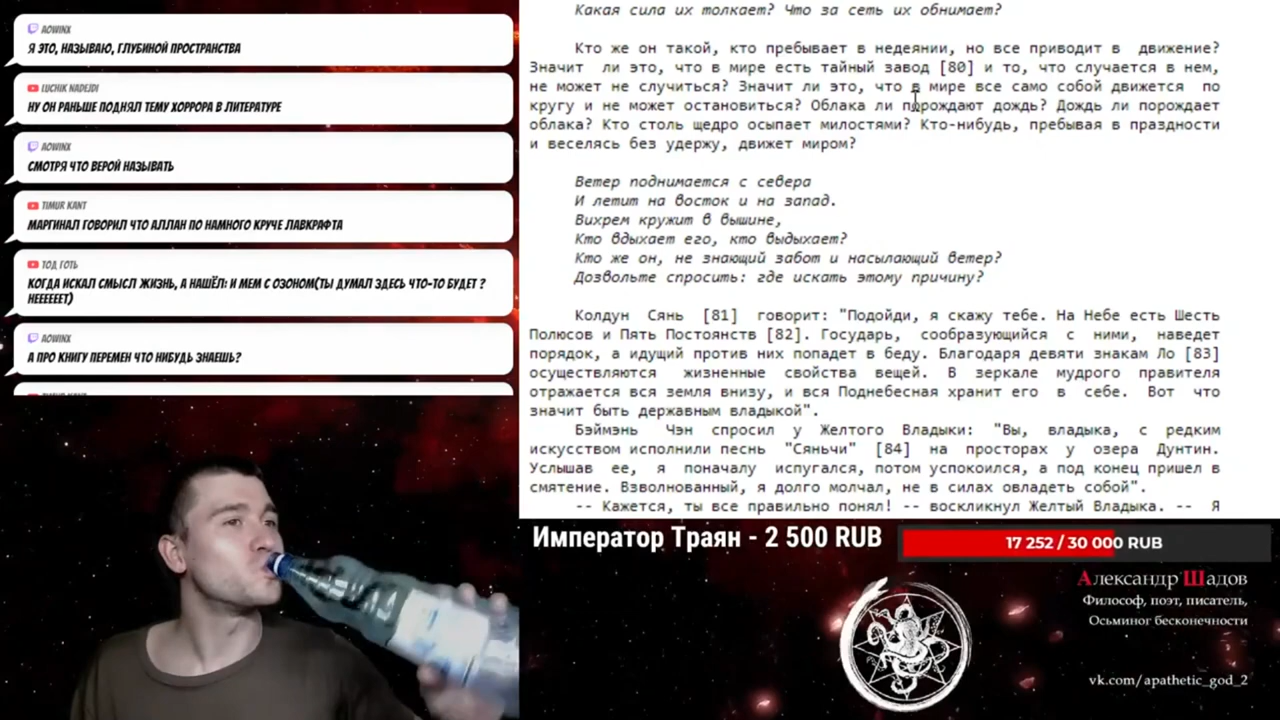 AOWINX
Я ЭТО, НАЗЫВАЮ, ГЛУБИНОЙ ПРОСТРАНСТВА
LUCHIK NADEJDI
НУ ОН РАНЬШЕ ПОДНЯЛ ТЕМУ ХОРРОРА В ЛИТЕРАТУРЕ
AOWINX
СМОТРЯ ЧТО ВЕРОЙ НАЗЫВАТЬ
TIMUR KANT
МАРГИНАЛ ГОВОРИЛ ЧТО АЛЛАН ПО НАМНОГО КРУЧЕ ЛАВКРАФТА
ТОД ГОТЬ
КОГДА ИСКАЛ СМЫСЛ ЖИЗНЬ, А НАШЁЛ: И МЕМ С ОЗОНОМ(ТЫ ДУМАЛ ЗДЕСЬ ЧТО-ТО БУДЕТ ?
НЕЕЕЕЕТ)
AOWINX
А ПРО КНИГУ ПЕРЕМЕН ЧТО НИБУДЬ ЗНАЕШЬ?
Какая сила их толкает? Что за сеть их обнимает?
Кто же он такой, кто пребывает в недеянии, но все приводит в движение?
Значит ли это, что в мире есть тайный завод [80] и то, что случается в нем,
не может не случиться? Значит ли это, что в мире все само собой движется по
кругу и не может остановиться? Облака ли порождают дождь? Дождь ли порождает
облака? Кто столь щедро осыпает милостями? Кто-нибудь, пребывая в праздности
и веселясь без удержу, движет миром?
Ветер поднимается с севера
И летит на восток и на запад.
Вихрем кружит в вышине,
Кто вдыхает его, кто выдыхает?
Кто же он, не знающий забот и насылающий ветер?
Дозвольте спросить: где искать этому причину?
Колдун Сянь [81] говорит: "Подойди, я скажу тебе. На Небе есть Шесть
Полюсов и Пять Постоянств [82]. Государь, сообразующийся с ними, наведет
порядок, а идущий против них попадет в беду. Благодаря девяти знакам Ло [83]
осуществляются жизненные свойства вещей. В зеркале мудрого правителя
отражается вся земля внизу, и вся Поднебесная хранит его в себе. Вот что
значит быть державным владыкой".
Бэймэнь Чэн спросил у Желтого Владыки: "Вы, владыка, с редким
искусством исполнили песнь "Сяньчи" [84] на просторах у озера Дунтин.
Услышав ее, я поначалу испугался, потом успокоился, а под конец пришел в
смятение. Взволнованный, я долго молчал, не в силах овладеть собой".
-- Кажется, ты все правильно понял! -- воскликнул Желтый Владыка. -- Я
Император Траян - 2 500 RUB
17 252 / 30 000 RUB
Александр Шадов
Философ, поэт, писатель,
Осьминог бесконечности
vk.com/apathetic_god_2